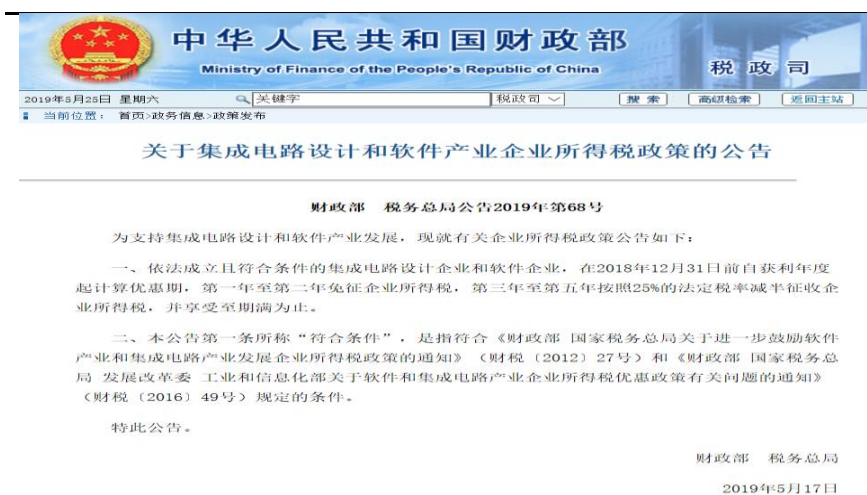 中华人民共和国财政部
Ministry of Finance of the People's Republic of China
税 政 司
2019年5月25日 星期六 关键字 税政司 搜 索 高级检索 返回主站
当前位置： 首页>政务信息>政策发布
关于集成电路设计和软件产业企业所得税政策的公告
财政部 税务总局公告2019年第68号
为支持集成电路设计和软件产业发展，现就有关企业所得税政策公告如下：
一、依法成立且符合条件的集成电路设计企业和软件企业，在2018年12月31日前自获利年度
起计算优惠期，第一年至第二年免征企业所得税，第三年至第五年按照25%的法定税率减半征收企
业所得税，并享受至期满为止。
二、本公告第一条所称“符合条件”，是指符合《财政部 国家税务总局关于进一步鼓励软件
产业和集成电路产业发展企业所得税政策的通知》（财税〔2012〕27号）和《财政部 国家税务总
局 发展改革委 工业和信息化部关于软件和集成电路产业企业所得税优惠政策有关问题的通知》
（财税〔2016〕49号）规定的条件。
特此公告。
财政部 税务总局
2019年5月17日